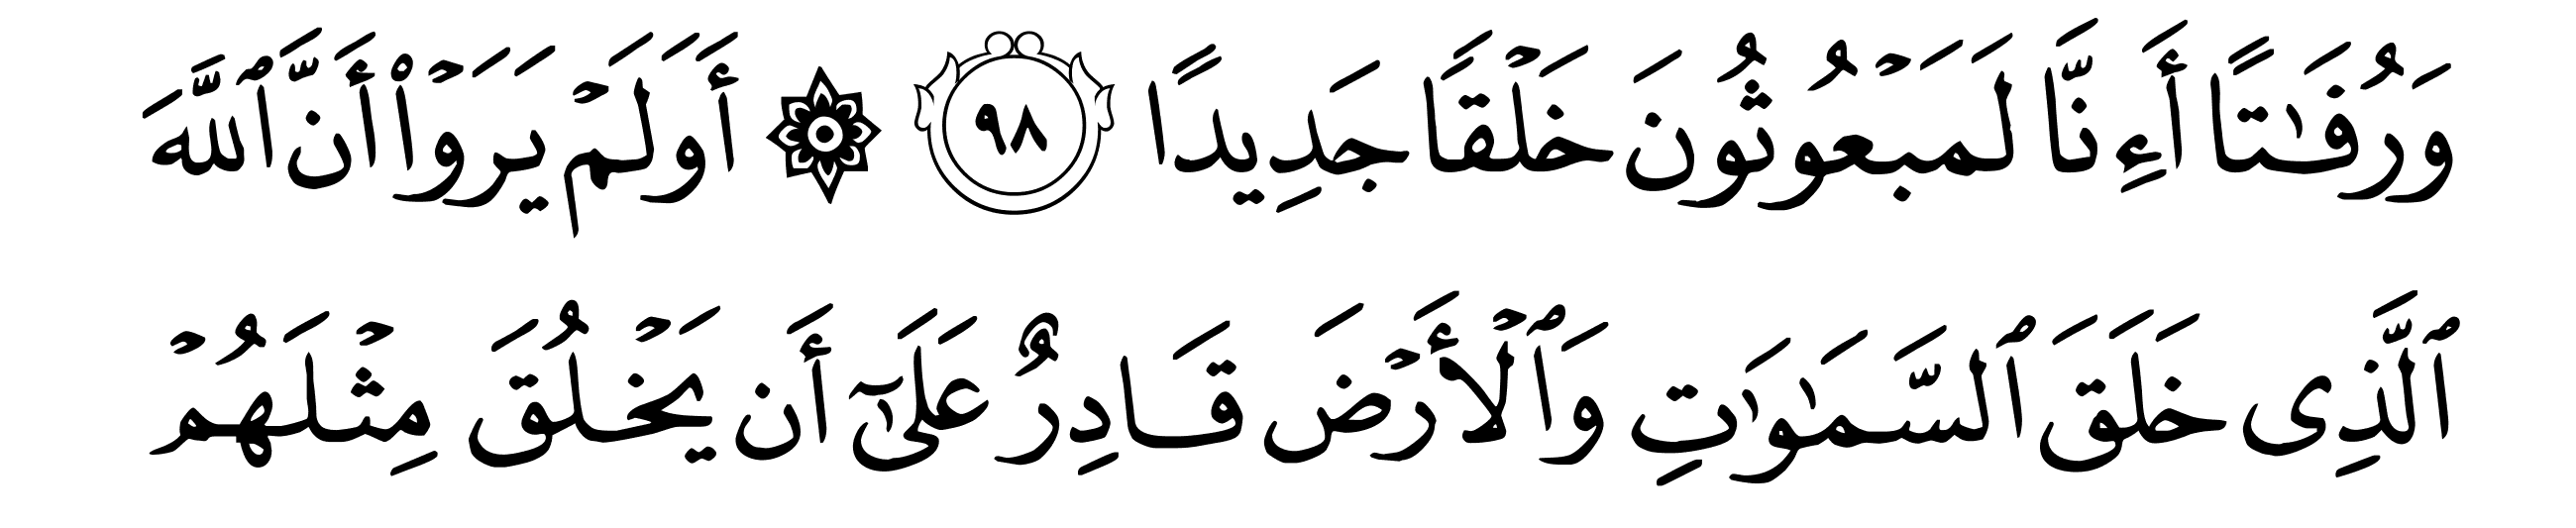 وَرُفَٰتًا أَءِنَّا لَمَبۡعُوثُونَ خَلۡقًا جَدِيدًا ٩٨ ۞ أَوَلَمۡ يَرَوۡاْ أَنَّ ٱللَّهَ
ٱلَّذِي خَلَقَ ٱلسَّمَٰوَٰتِ وَٱلۡأَرۡضَ قَادِرٌ عَلَىٰٓ أَن يَخۡلُقَ مِثۡلَهُمۡ